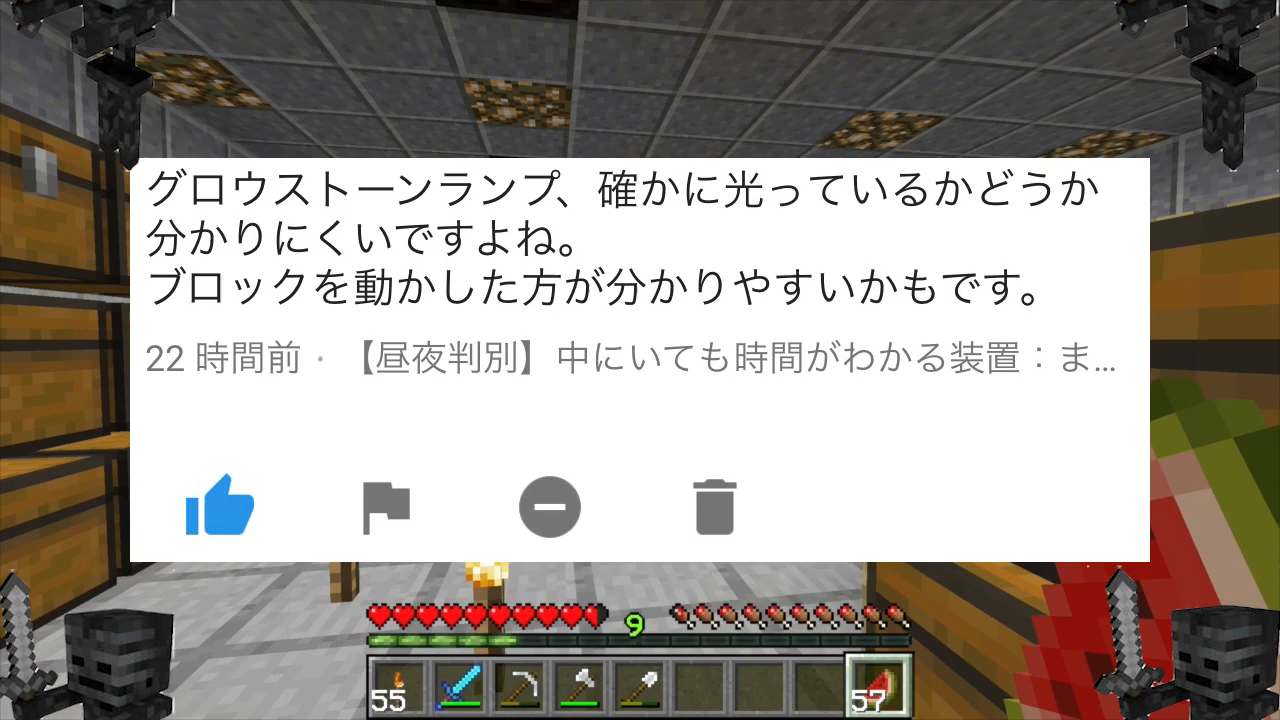 グロウストーンランプ、確かに光っているかどうか
分かりにくいですよね。
ブロックを動かした方が分かりやすいかもです。
22 時間前 · 【昼夜判別】中にいても時間がわかる装置：ま...
9
55
57